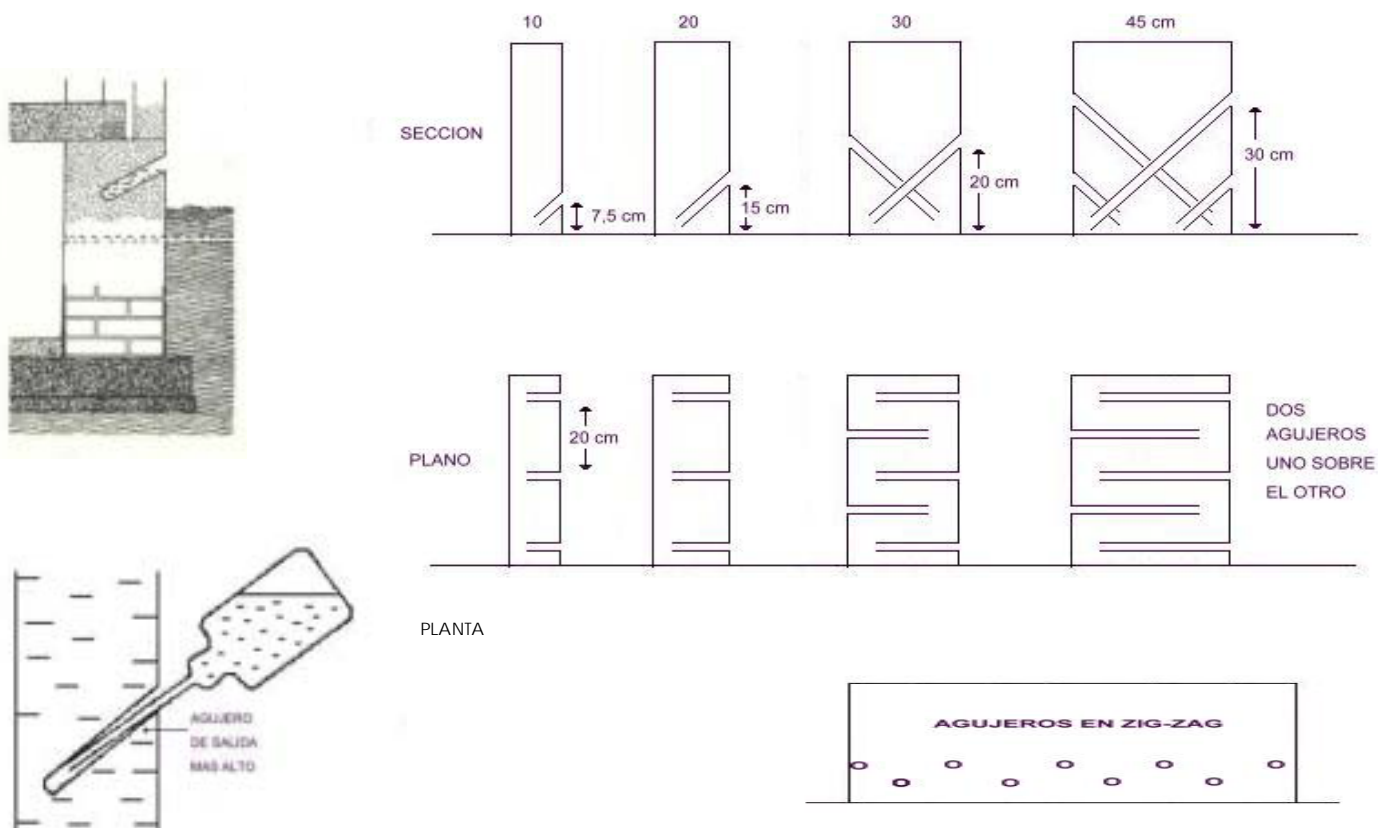 10 20 30 45 cm
SECCION
7,5 cm
15 cm
20 cm
30 cm
PLANO
20 cm
DOS
AGUJEROS
UNO SOBRE
EL OTRO
PLANTA
AGUJERO
DE SALIDA
MAS ALTO
AGUJEROS EN ZIG-ZAG